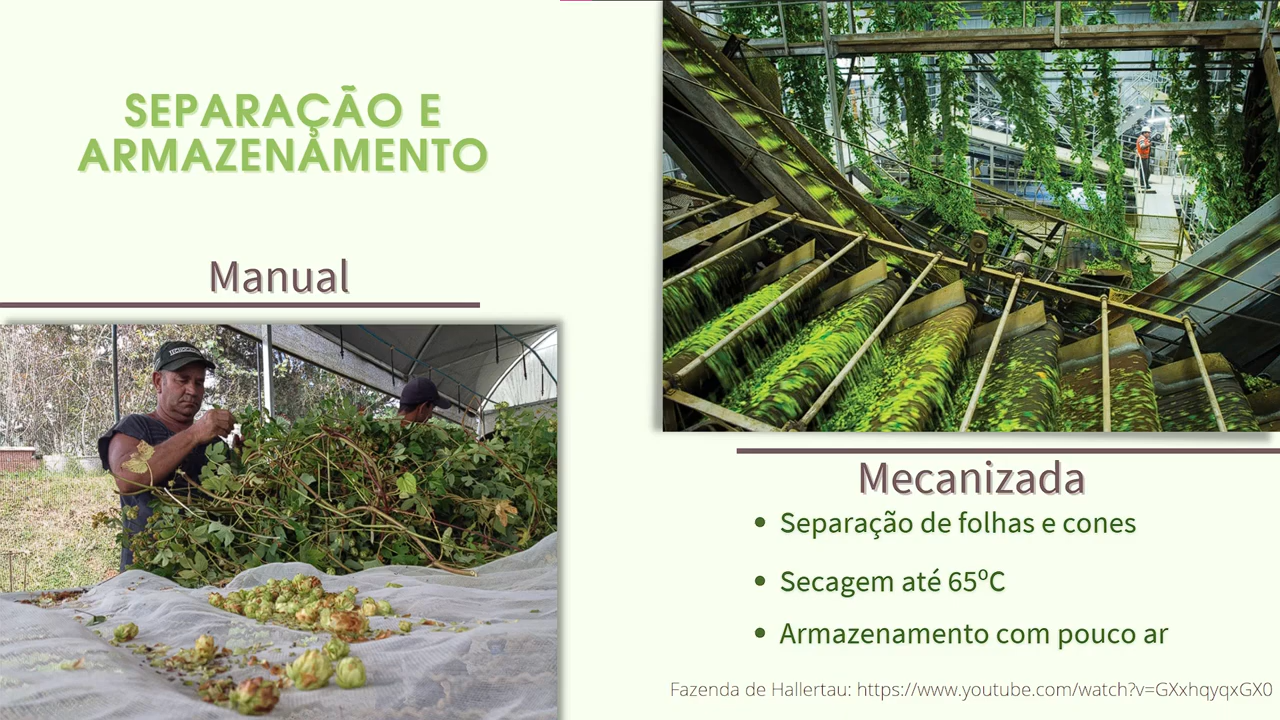 SEPARAÇÃO E
ARMAZENAMENTO
Manual
Mecanizada
• Separação de folhas e cones
• Secagem até 65ºC
• Armazenamento com pouco ar
Fazenda de Hallertau: https://www.youtube.com/watch?v=GXxhqyqxGX0